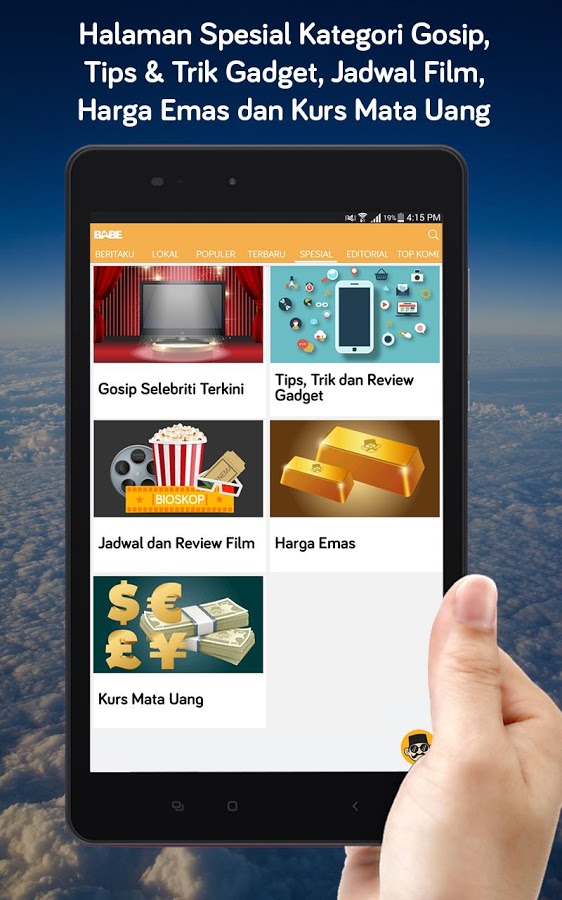 Halaman Spesial Kategori Gosip,
Tips & Trik Gadget, Jadwal Film,
Harga Emas dan Kurs Mata Uang
19% 4:15 PM
BABE
BERITAKU LOKAL POPULER TERBARU SPESIAL EDITORIAL TOP KOME
Gosip Selebriti Terkini
Tips, Trik dan Review
Gadget
BIOSKOP
Jadwal dan Review Film
Harga Emas
$ €
£ ¥
Kurs Mata Uang